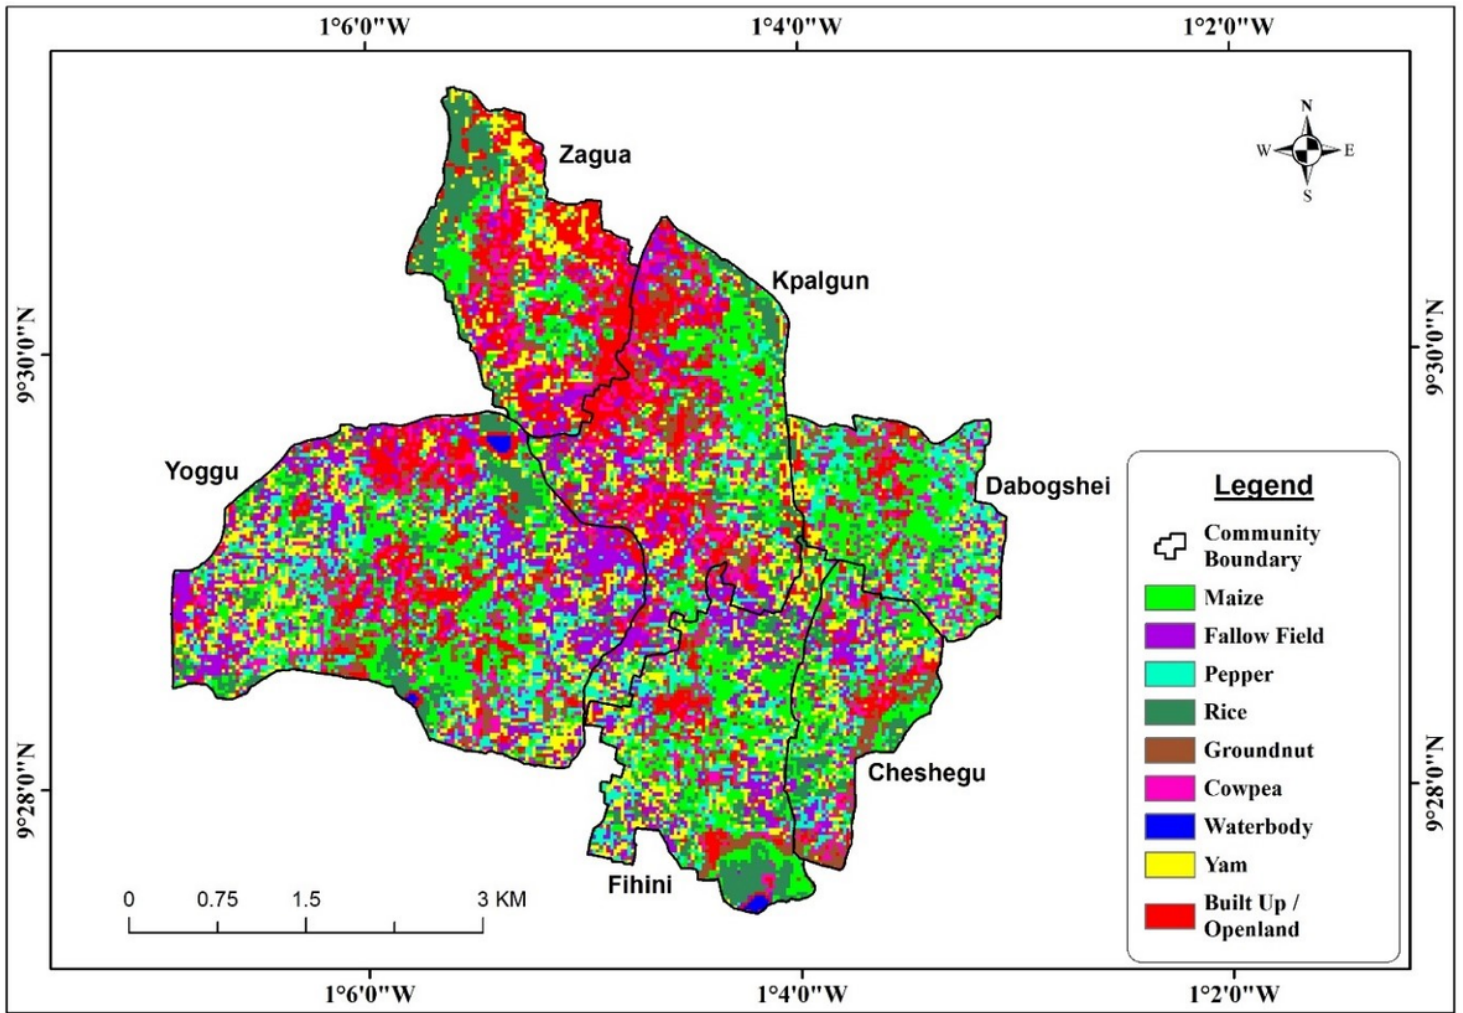 1°6'0"W 1°4'0"W 1°2'0"W
N
W E
S
Zagua
Kpalgun
9°30'0"N 9°30'0"N
Yoggu
Dabogshei
Legend
Community
Boundary
Maize
Fallow Field
Pepper
Rice
Groundnut
Cowpea
Waterbody
Yam
Built Up /
Openland
Cheshegu
9°28'0"N 9°28'0"N
Fihini
0 0.75 1.5 3 KM
1°6'0"W 1°4'0"W 1°2'0"W